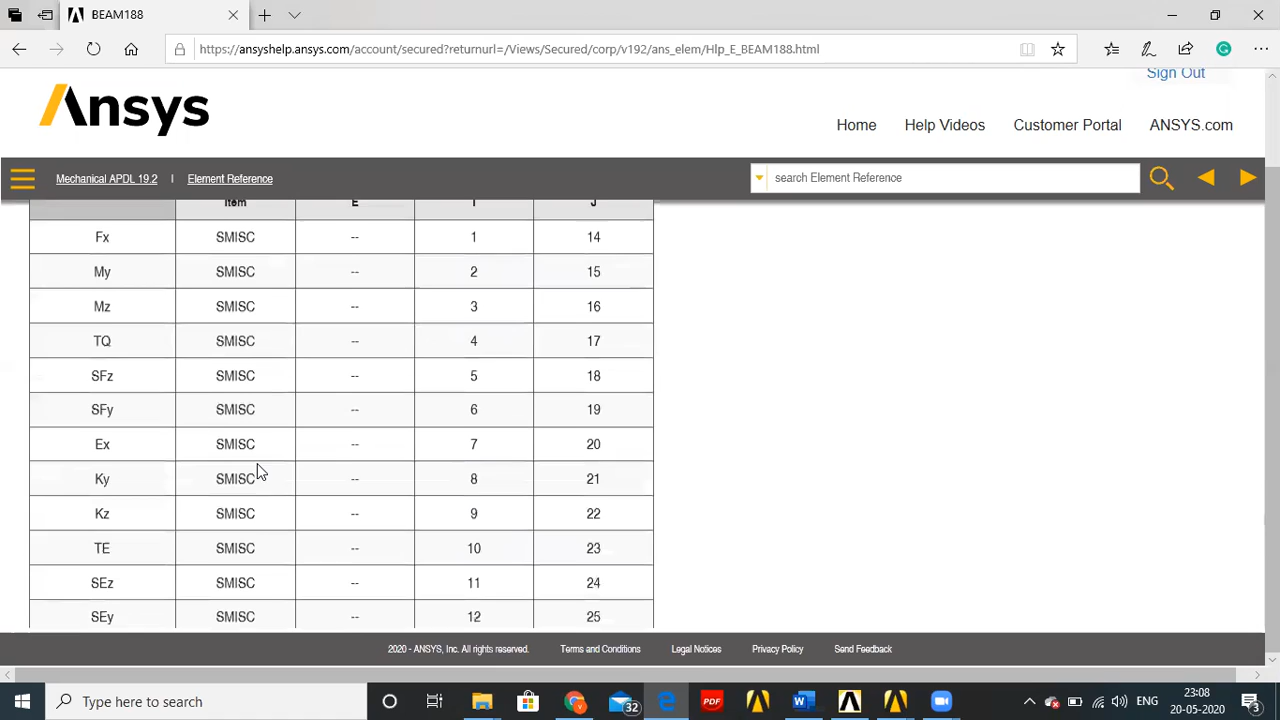 BEAM188
https://ansyshelp.ansys.com/account/secured?returnurl=/Views/Secured/corp/v192/ans_elem/Hlp_E_BEAM188.html
Sign Out
Ansys
Home Help Videos Customer Portal ANSYS.com
Mechanical APDL 19.2 | Element Reference search Element Reference
Item E I J
Fx SMISC -- 1 14
My SMISC -- 2 15
Mz SMISC -- 3 16
TQ SMISC -- 4 17
SFz SMISC -- 5 18
SFy SMISC -- 6 19
Ex SMISC -- 7 20
Ky SMISC -- 8 21
Kz SMISC -- 9 22
TE SMISC -- 10 23
SEz SMISC -- 11 24
SEy SMISC -- 12 25
2020 - ANSYS, Inc. All rights reserved. Terms and Conditions Legal Notices Privacy Policy Send Feedback
Type here to search 32 PDF W ENG 23:08
20-05-2020 3